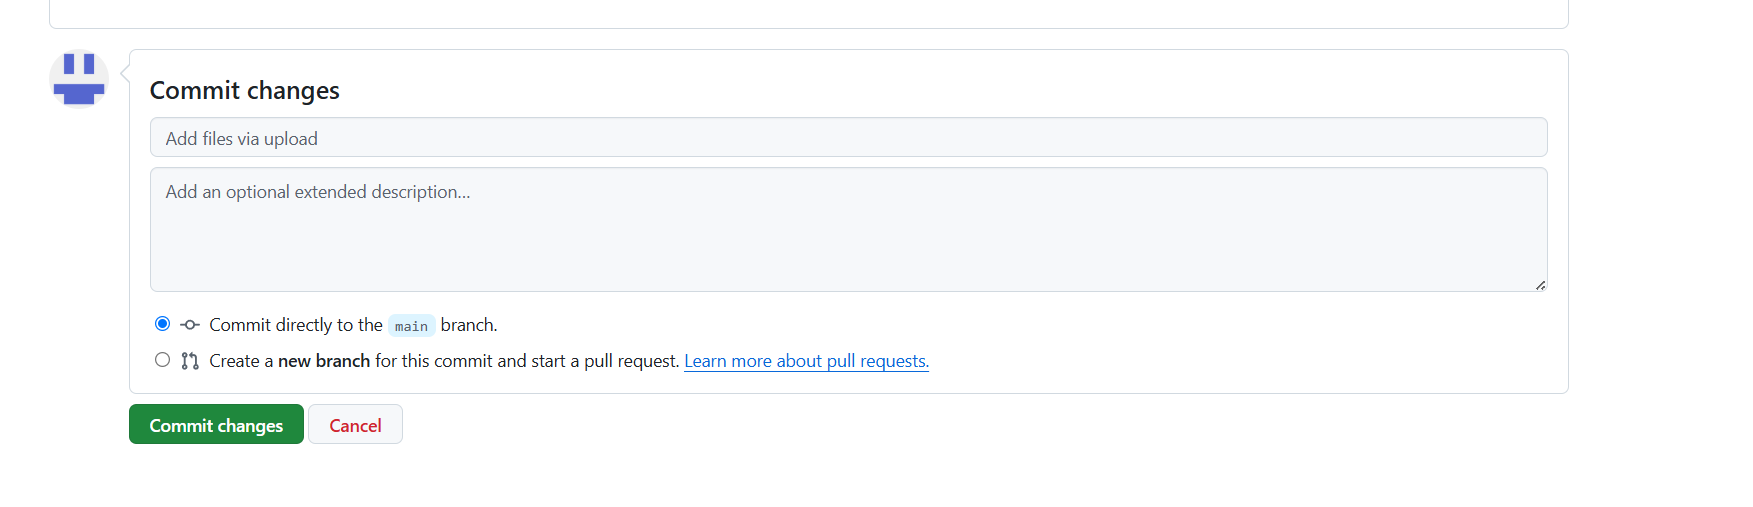 Commit changes
Add files via upload
Add an optional extended description...
Commit directly to the main branch.
Create a new branch for this commit and start a pull request. Learn more about pull requests.
Commit changes Cancel